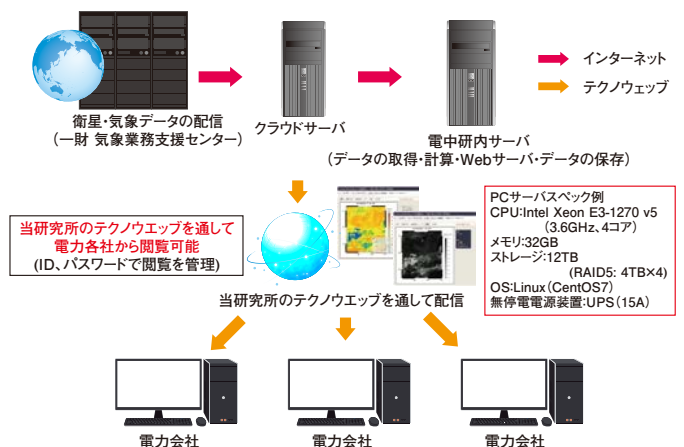 インターネット
テクノウェッブ
衛星・気象データの配信
(一財 気象業務支援センター)
クラウドサーバ
電中研内サーバ
(データの取得・計算・Webサーバ・データの保存)
当研究所のテクノウエッブを通して
電力各社から閲覧可能
(ID、パスワードで閲覧を管理)
PCサーバスペック例
CPU:Intel Xeon E3-1270 v5
(3.6GHz、4コア)
メモリ:32GB
ストレージ:12TB
(RAID5: 4TB×4)
OS:Linux(CentOS7)
無停電電源装置:UPS(15A)
当研究所のテクノウエッブを通して配信
電力会社
電力会社
電力会社